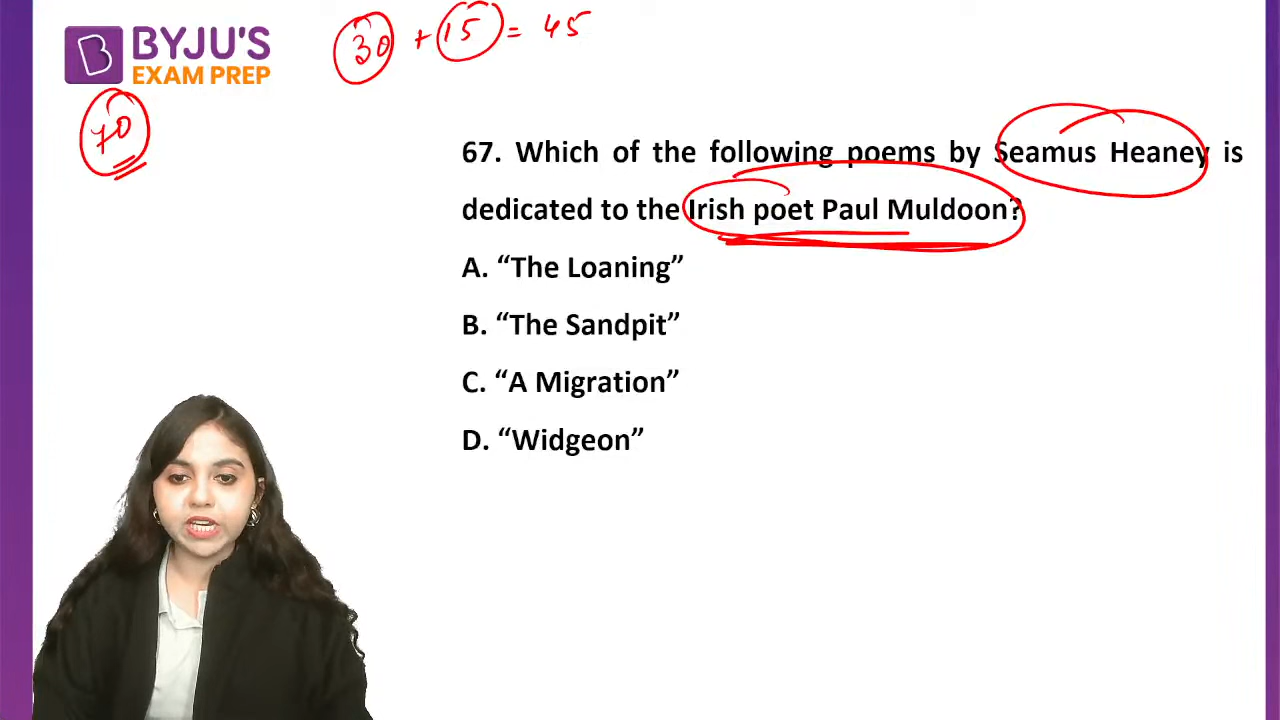 BYJU'S
EXAM PREP
30 + 15 = 45
70
67. Which of the following poems by Seamus Heaney is
dedicated to the Irish poet Paul Muldoon?
A. “The Loaning”
B. “The Sandpit”
C. “A Migration”
D. “Widgeon”